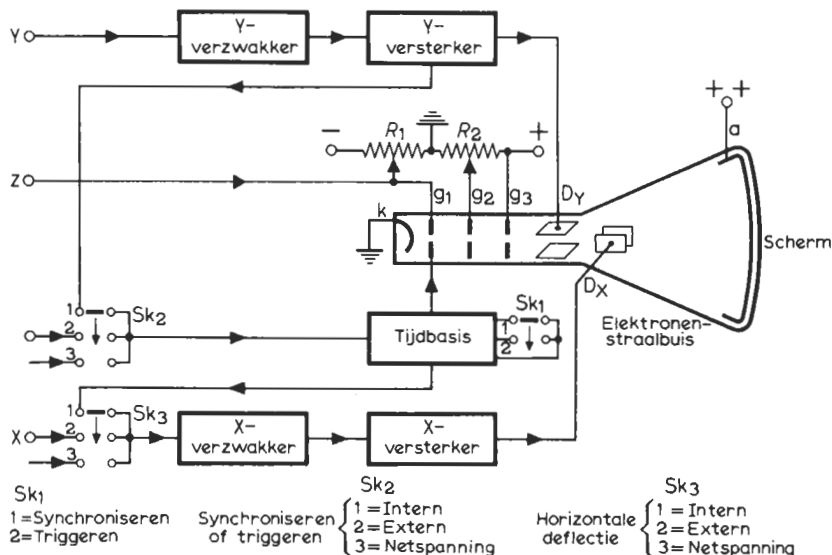 Y
Y-
verzwakker
Y-
versterker
+ +
a
− R1 R2 +
Z
g1 g2 g3 DY
k
Scherm
DX
Elektronen-
straalbuis
1
2
3
Sk2
Tijdbasis
Sk1
1
2
X
1
2
3
Sk3
X-
verzwakker
X-
versterker
Sk1
1=Synchroniseren
2=Triggeren
Synchroniseren
of triggeren
Sk2
1=Intern
2=Extern
3=Netspanning
Horizontale
deflectie
Sk3
1=Intern
2=Extern
3=Netspanning